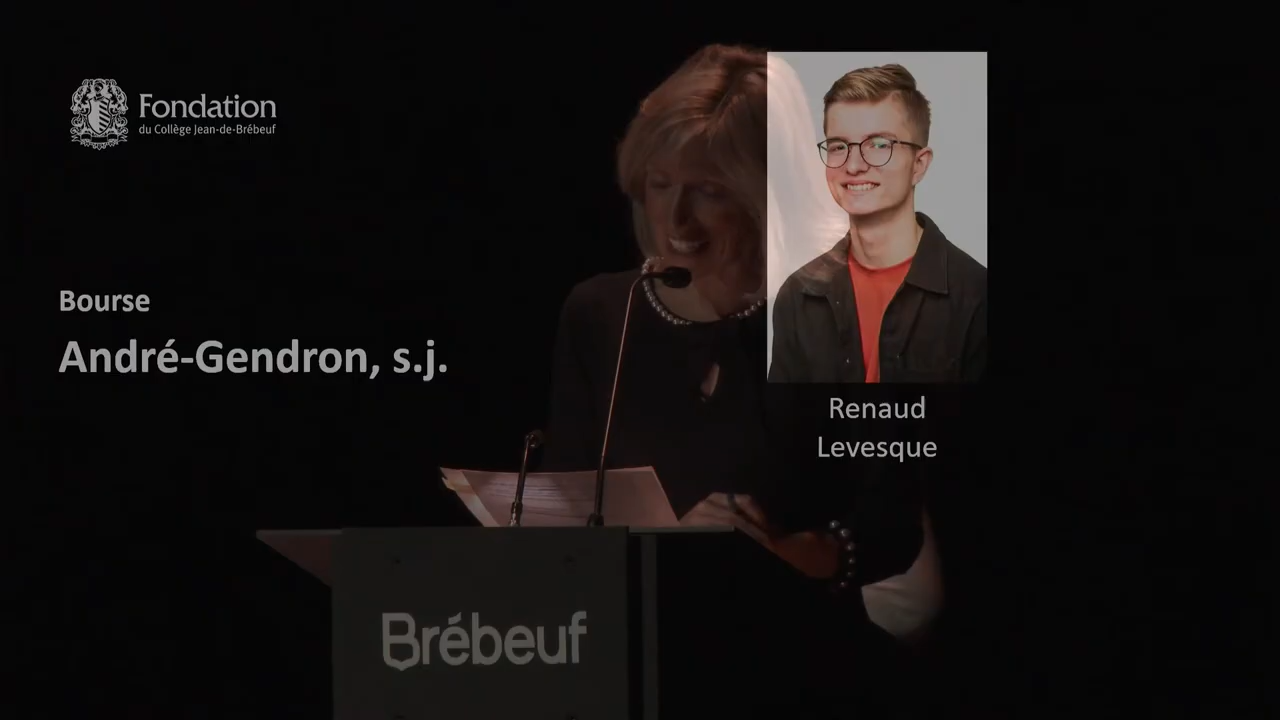 Fondation
du Collège Jean-de-Brébeuf
Bourse
André-Gendron, s.j.
Renaud
Levesque
Brébeuf